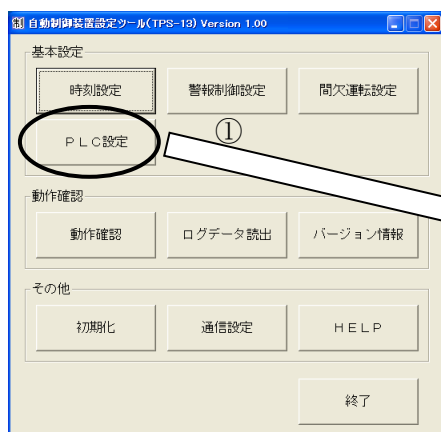 制 自動制御装置設定ツール(TPS-13) Version 1.00
基本設定
時刻設定 警報制御設定 間欠運転設定
PLC設定 ①
動作確認
動作確認 ログデータ読出 バージョン情報
その他
初期化 通信設定 HELP
終了